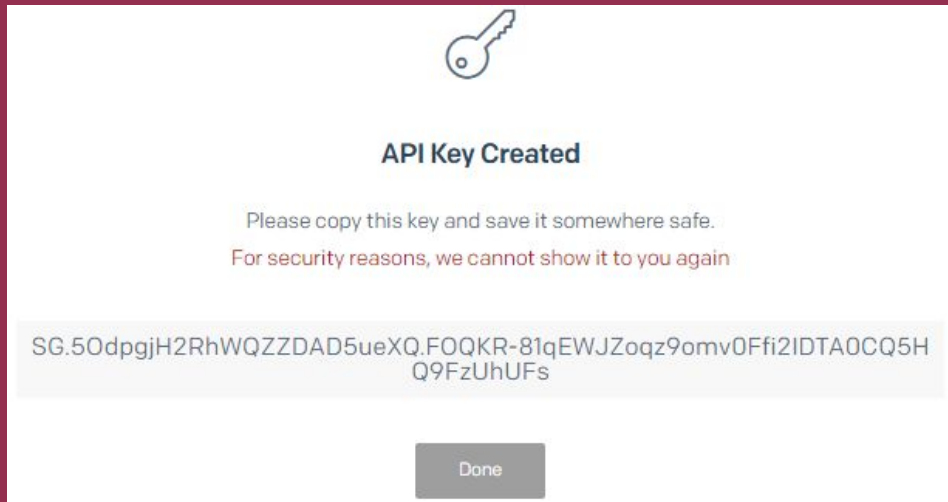 API Key Created
Please copy this key and save it somewhere safe.
For security reasons, we cannot show it to you again
SG.5OdpgjH2RhWQZZDAD5ueXQ.FOQKR-81qEWJZoqz9omv0Ffi2IDTA0CQ5H
Q9FzUhUFs
Done